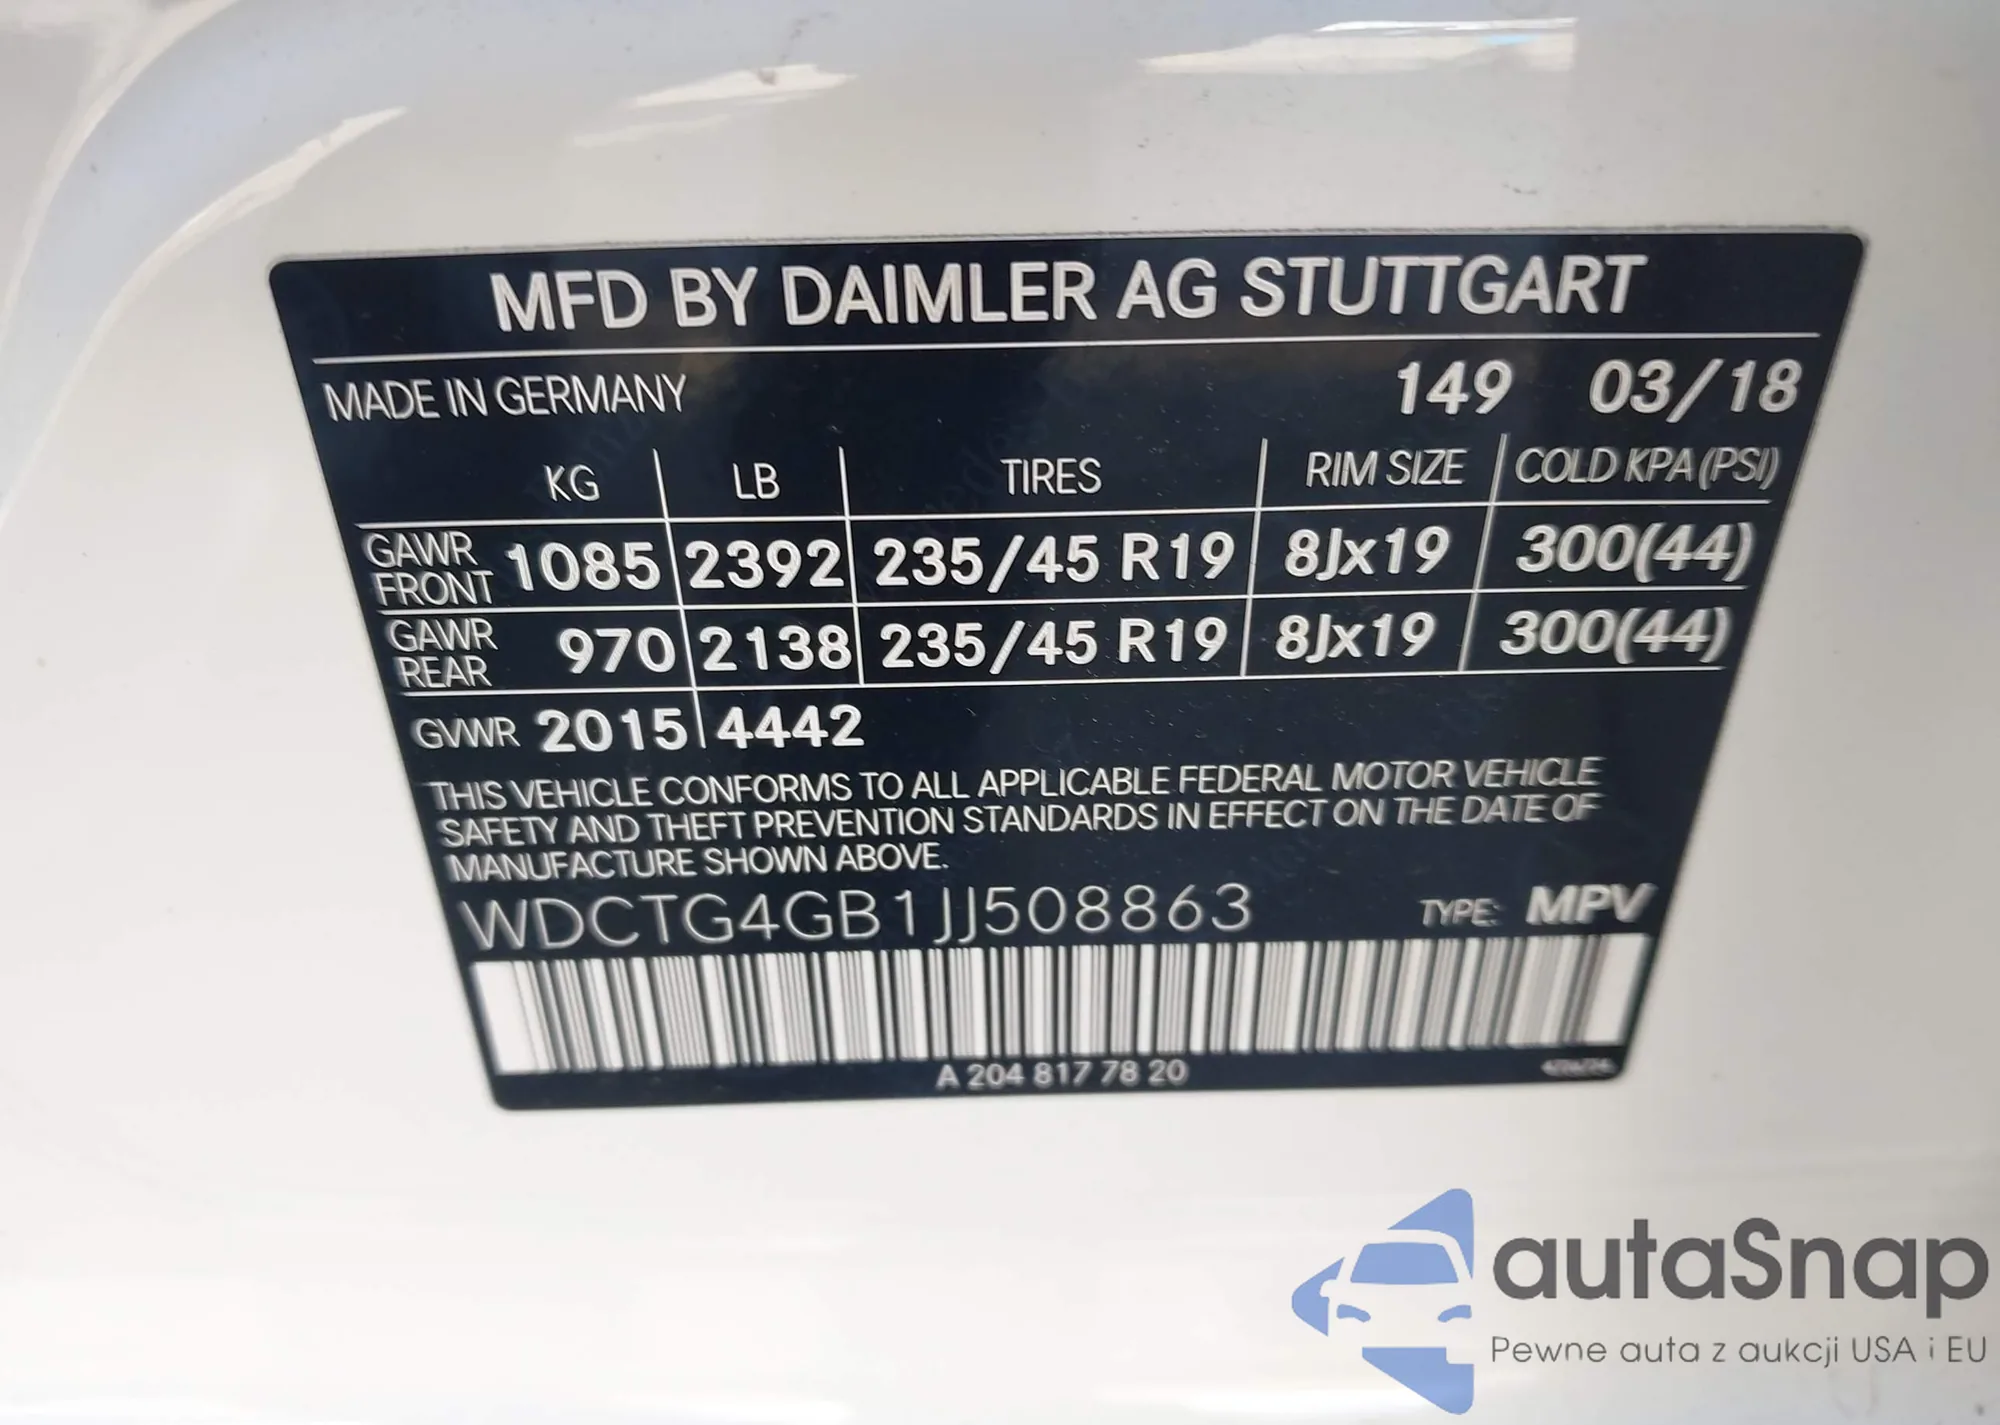 MFD BY DAIMLER AG STUTTGART
MADE IN GERMANY 149 03/18
KG LB TIRES RIM SIZE COLD KPA (PSI)
GAWR FRONT 1085 2392 235/45 R19 8Jx19 300(44)
GAWR REAR 970 2138 235/45 R19 8Jx19 300(44)
GVWR 2015 4442
THIS VEHICLE CONFORMS TO ALL APPLICABLE FEDERAL MOTOR VEHICLE
SAFETY AND THEFT PREVENTION STANDARDS IN EFFECT ON THE DATE OF
MANUFACTURE SHOWN ABOVE.
WDCTG4GB1JJ508863 TYPE: MPV
A 204 817 78 20
autaSnap
Pewne auta z aukcji USA i EU